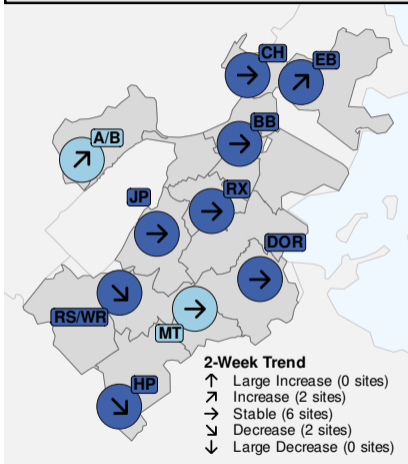 CH
EB
BB
A/B
RX
JP
DOR
RS/WR
MT
HP
2-Week Trend
↑ Large Increase (0 sites)
↗ Increase (2 sites)
→ Stable (6 sites)
↘ Decrease (2 sites)
↓ Large Decrease (0 sites)